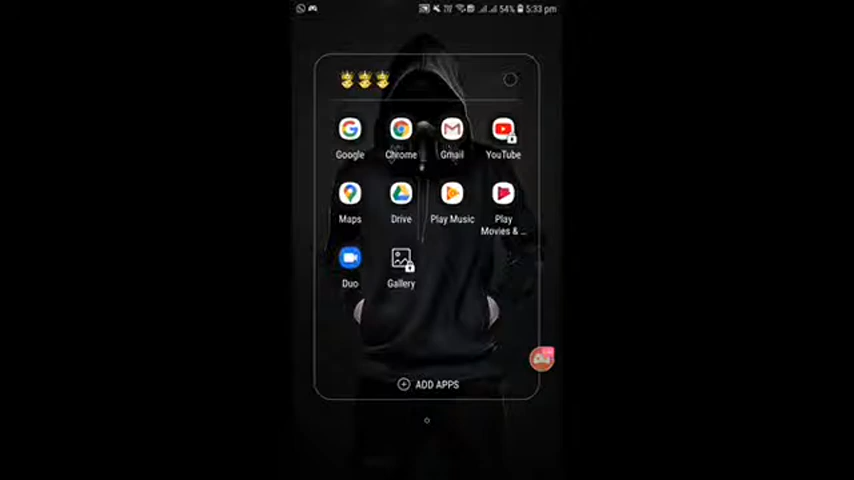 54% 5:33 pm
Google Chrome Gmail YouTube
Maps Drive Play Music Play
Movies & ...
Duo Gallery
ADD APPS